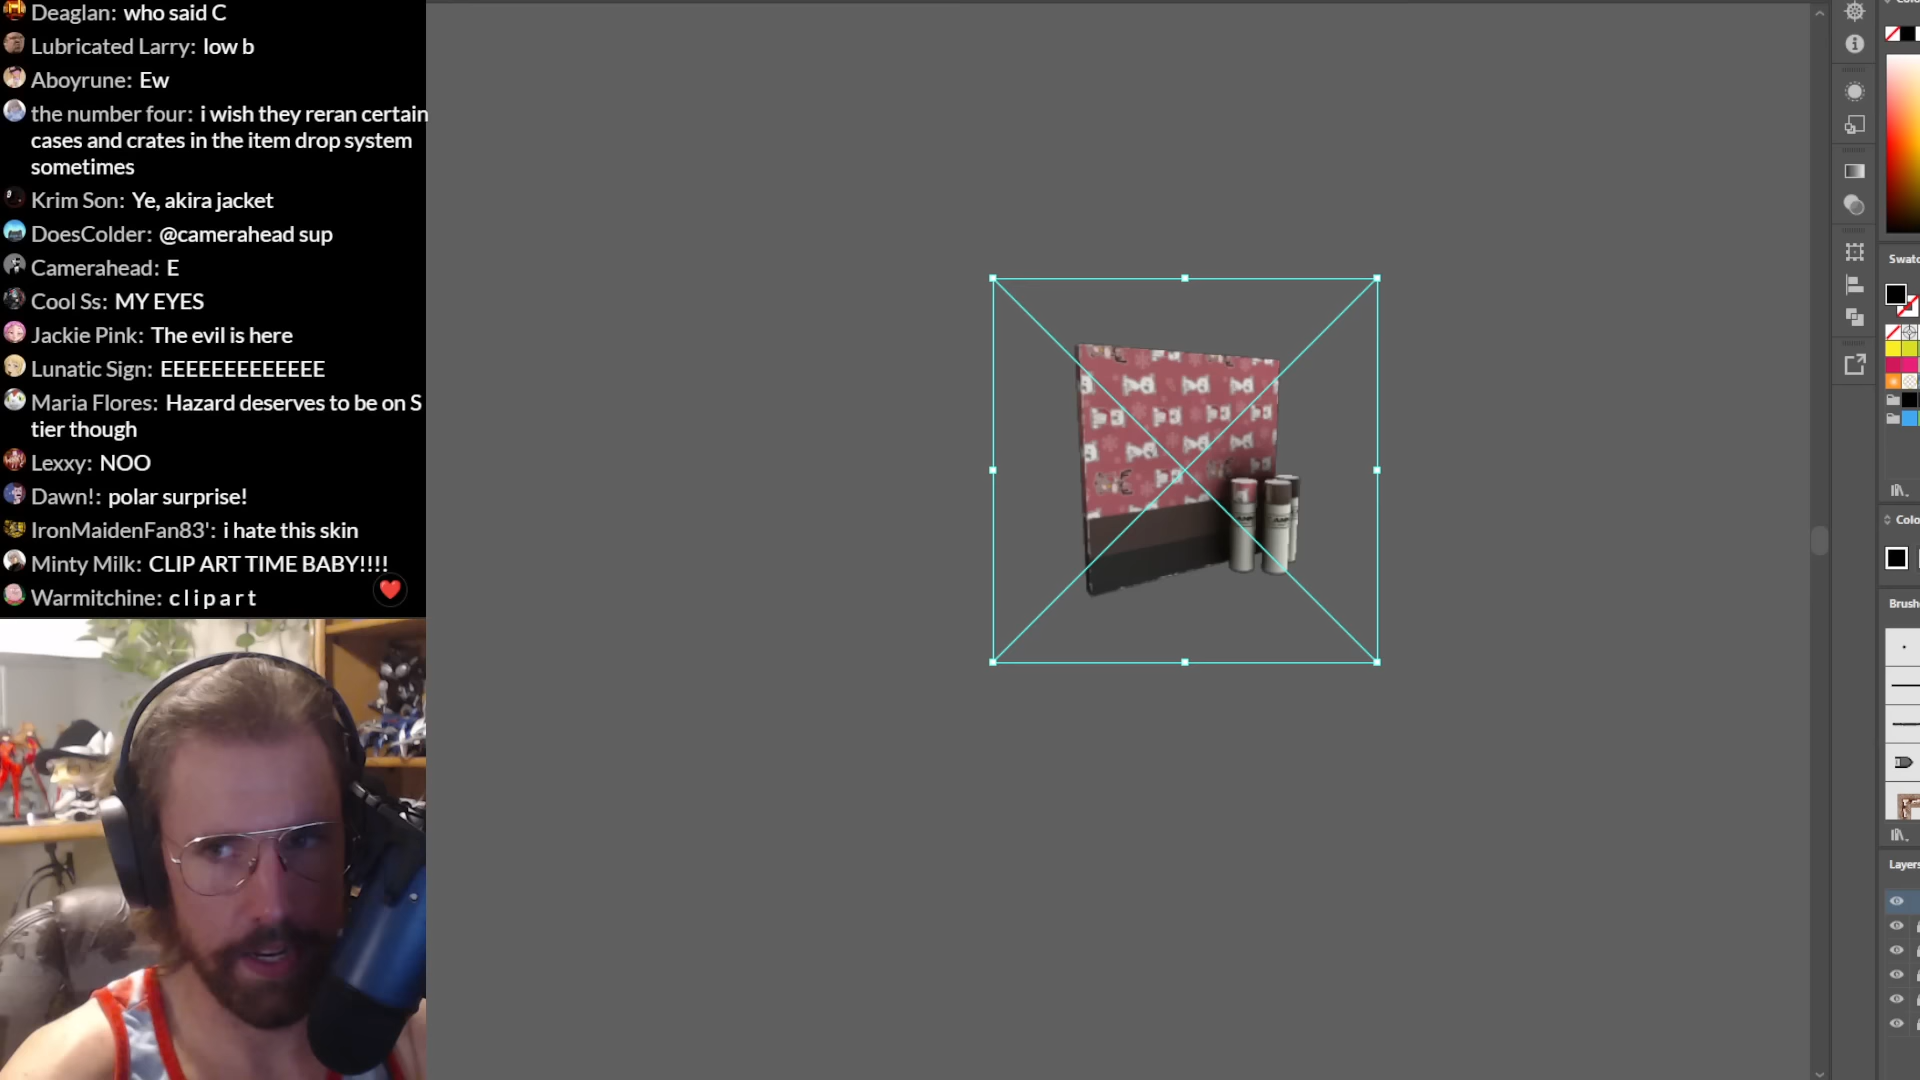 Deaglan: who said C
Lubricated Larry: low b
Aboyrune: Ew
the number four: i wish they reran certain
cases and crates in the item drop system
sometimes
Krim Son: Ye, akira jacket
DoesColder: @camerahead sup
Camerahead: E
Cool Ss: MY EYES
Jackie Pink: The evil is here
Lunatic Sign: EEEEEEEEEEEEE
Maria Flores: Hazard deserves to be on S
tier though
Lexxy: NOO
Dawn!: polar surprise!
IronMaidenFan83': i hate this skin
Minty Milk: CLIP ART TIME BABY!!!!
Warmitchine: c l i p a r t
Swatc
Colo
Brushe
Layers